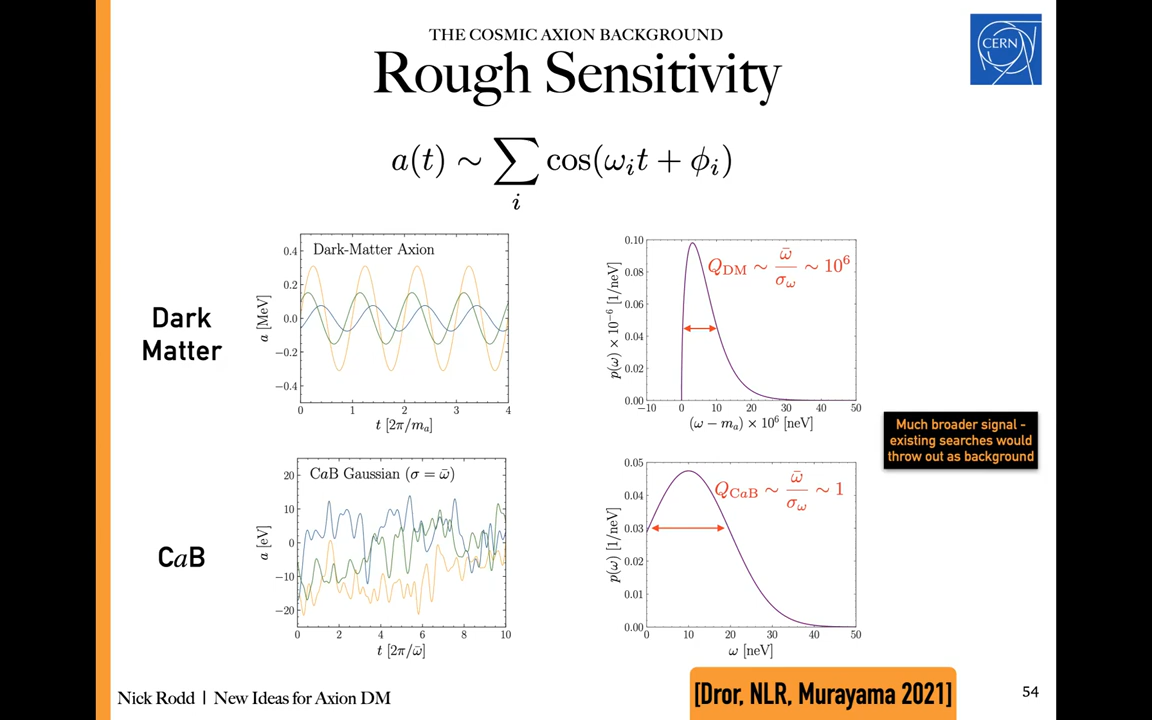 THE COSMIC AXION BACKGROUND
Rough Sensitivity
CERN
a(t) ∼ ∑_i cos(ω_i t + ϕ_i)
Dark
Matter
Dark-Matter Axion
a [MeV]
0.4
0.2
0.0
−0.2
−0.4
0 1 2 3 4
t [2π/m_a]
Q_DM ∼ ω̄/σ_ω ∼ 10^6
p(ω) × 10^−6 [1/neV]
0.10
0.08
0.06
0.04
0.02
0.00
−10 0 10 20 30 40 50
(ω − m_a) × 10^6 [neV]
Much broader signal -
existing searches would
throw out as background
CaB
CaB Gaussian (σ = ω̄)
a [eV]
20
10
0
−10
−20
0 2 4 6 8 10
t [2π/ω̄]
Q_CaB ∼ ω̄/σ_ω ∼ 1
p(ω) [1/neV]
0.05
0.04
0.03
0.02
0.01
0.00
0 10 20 30 40 50
ω [neV]
Nick Rodd | New Ideas for Axion DM
[Dror, NLR, Murayama 2021]
54